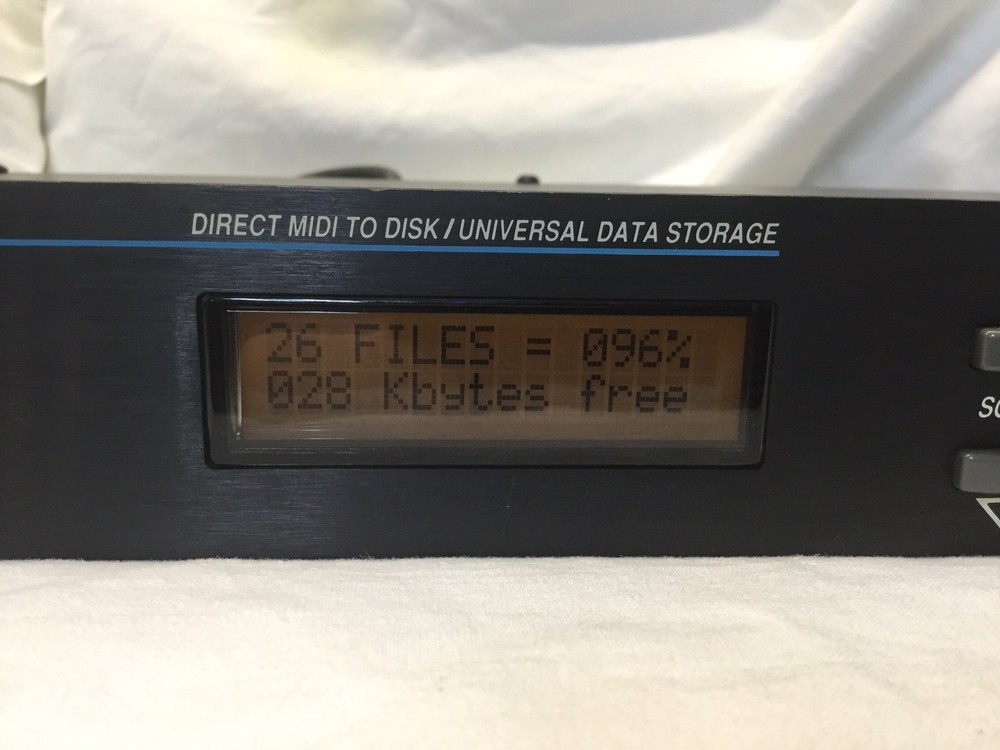 DIRECT MIDI TO DISK / UNIVERSAL DATA STORAGE
26 FILES = 096%
028 Kbytes free